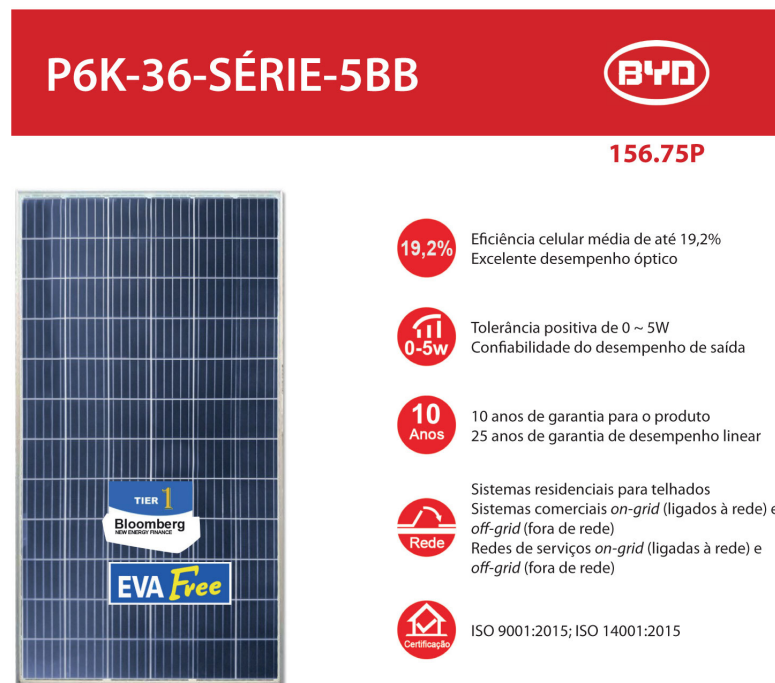 P6K-36-SÉRIE-5BB
BYD
156.75P
19,2%
Eficiência celular média de até 19,2%
Excelente desempenho óptico
0-5w
Tolerância positiva de 0 ~ 5W
Confiabilidade do desempenho de saída
10
Anos
10 anos de garantia para o produto
25 anos de garantia de desempenho linear
Rede
Sistemas residenciais para telhados
Sistemas comerciais on-grid (ligados à rede) e
off-grid (fora de rede)
Redes de serviços on-grid (ligadas à rede) e
off-grid (fora de rede)
Certificação
ISO 9001:2015; ISO 14001:2015
TIER 1
Bloomberg
NEW ENERGY FINANCE
EVA Free